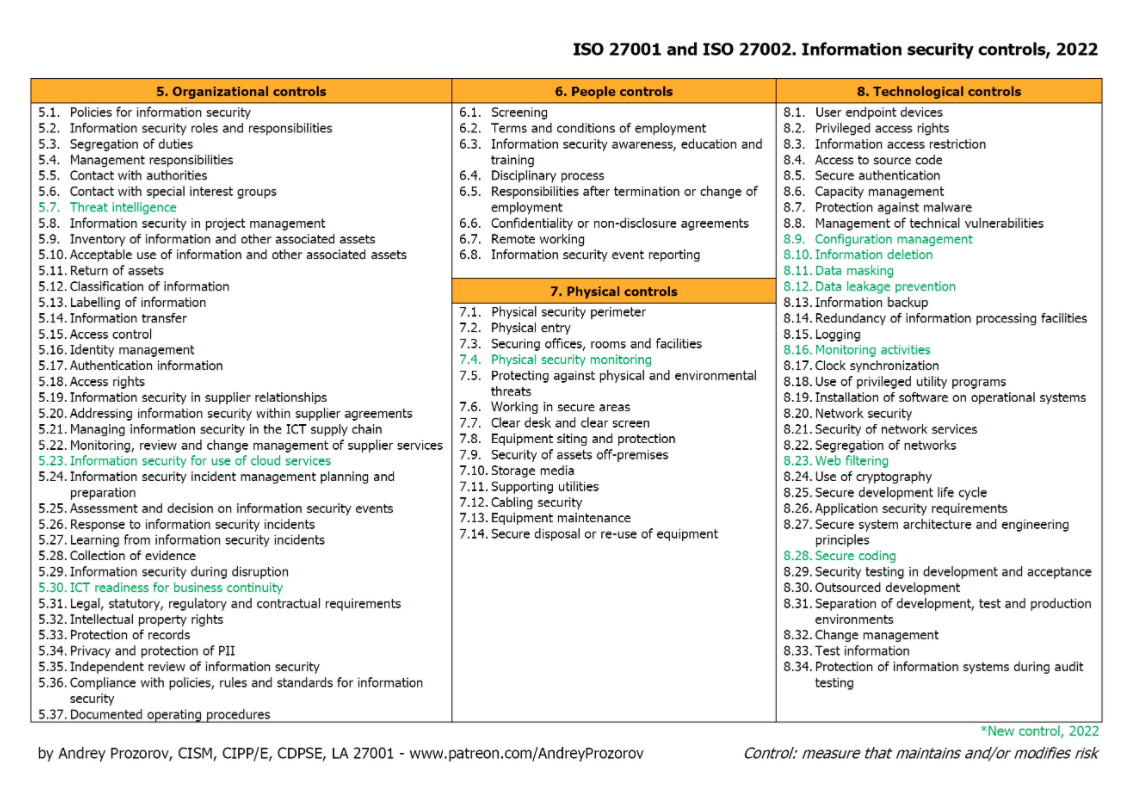 ISO 27001 and ISO 27002. Information security controls, 2022
5. Organizational controls
5.1. Policies for information security
5.2. Information security roles and responsibilities
5.3. Segregation of duties
5.4. Management responsibilities
5.5. Contact with authorities
5.6. Contact with special interest groups
5.7. Threat intelligence
5.8. Information security in project management
5.9. Inventory of information and other associated assets
5.10. Acceptable use of information and other associated assets
5.11. Return of assets
5.12. Classification of information
5.13. Labelling of information
5.14. Information transfer
5.15. Access control
5.16. Identity management
5.17. Authentication information
5.18. Access rights
5.19. Information security in supplier relationships
5.20. Addressing information security within supplier agreements
5.21. Managing information security in the ICT supply chain
5.22. Monitoring, review and change management of supplier services
5.23. Information security for use of cloud services
5.24. Information security incident management planning and
preparation
5.25. Assessment and decision on information security events
5.26. Response to information security incidents
5.27. Learning from information security incidents
5.28. Collection of evidence
5.29. Information security during disruption
5.30. ICT readiness for business continuity
5.31. Legal, statutory, regulatory and contractual requirements
5.32. Intellectual property rights
5.33. Protection of records
5.34. Privacy and protection of PII
5.35. Independent review of information security
5.36. Compliance with policies, rules and standards for information
security
5.37. Documented operating procedures
6. People controls
6.1. Screening
6.2. Terms and conditions of employment
6.3. Information security awareness, education and
training
6.4. Disciplinary process
6.5. Responsibilities after termination or change of
employment
6.6. Confidentiality or non-disclosure agreements
6.7. Remote working
6.8. Information security event reporting
7. Physical controls
7.1. Physical security perimeter
7.2. Physical entry
7.3. Securing offices, rooms and facilities
7.4. Physical security monitoring
7.5. Protecting against physical and environmental
threats
7.6. Working in secure areas
7.7. Clear desk and clear screen
7.8. Equipment siting and protection
7.9. Security of assets off-premises
7.10. Storage media
7.11. Supporting utilities
7.12. Cabling security
7.13. Equipment maintenance
7.14. Secure disposal or re-use of equipment
8. Technological controls
8.1. User endpoint devices
8.2. Privileged access rights
8.3. Information access restriction
8.4. Access to source code
8.5. Secure authentication
8.6. Capacity management
8.7. Protection against malware
8.8. Management of technical vulnerabilities
8.9. Configuration management
8.10. Information deletion
8.11. Data masking
8.12. Data leakage prevention
8.13. Information backup
8.14. Redundancy of information processing facilities
8.15. Logging
8.16. Monitoring activities
8.17. Clock synchronization
8.18. Use of privileged utility programs
8.19. Installation of software on operational systems
8.20. Network security
8.21. Security of network services
8.22. Segregation of networks
8.23. Web filtering
8.24. Use of cryptography
8.25. Secure development life cycle
8.26. Application security requirements
8.27. Secure system architecture and engineering
principles
8.28. Secure coding
8.29. Security testing in development and acceptance
8.30. Outsourced development
8.31. Separation of development, test and production
environments
8.32. Change management
8.33. Test information
8.34. Protection of information systems during audit
testing
*New control, 2022
by Andrey Prozorov, CISM, CIPP/E, CDPSE, LA 27001 - www.patreon.com/AndreyProzorov
Control: measure that maintains and/or modifies risk